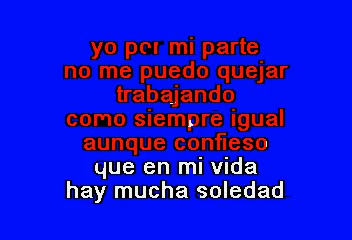 yo por mi parte
no me puedo quejar
trabajando
como siempre igual
aunque confieso
que en mi vida
hay mucha soledad